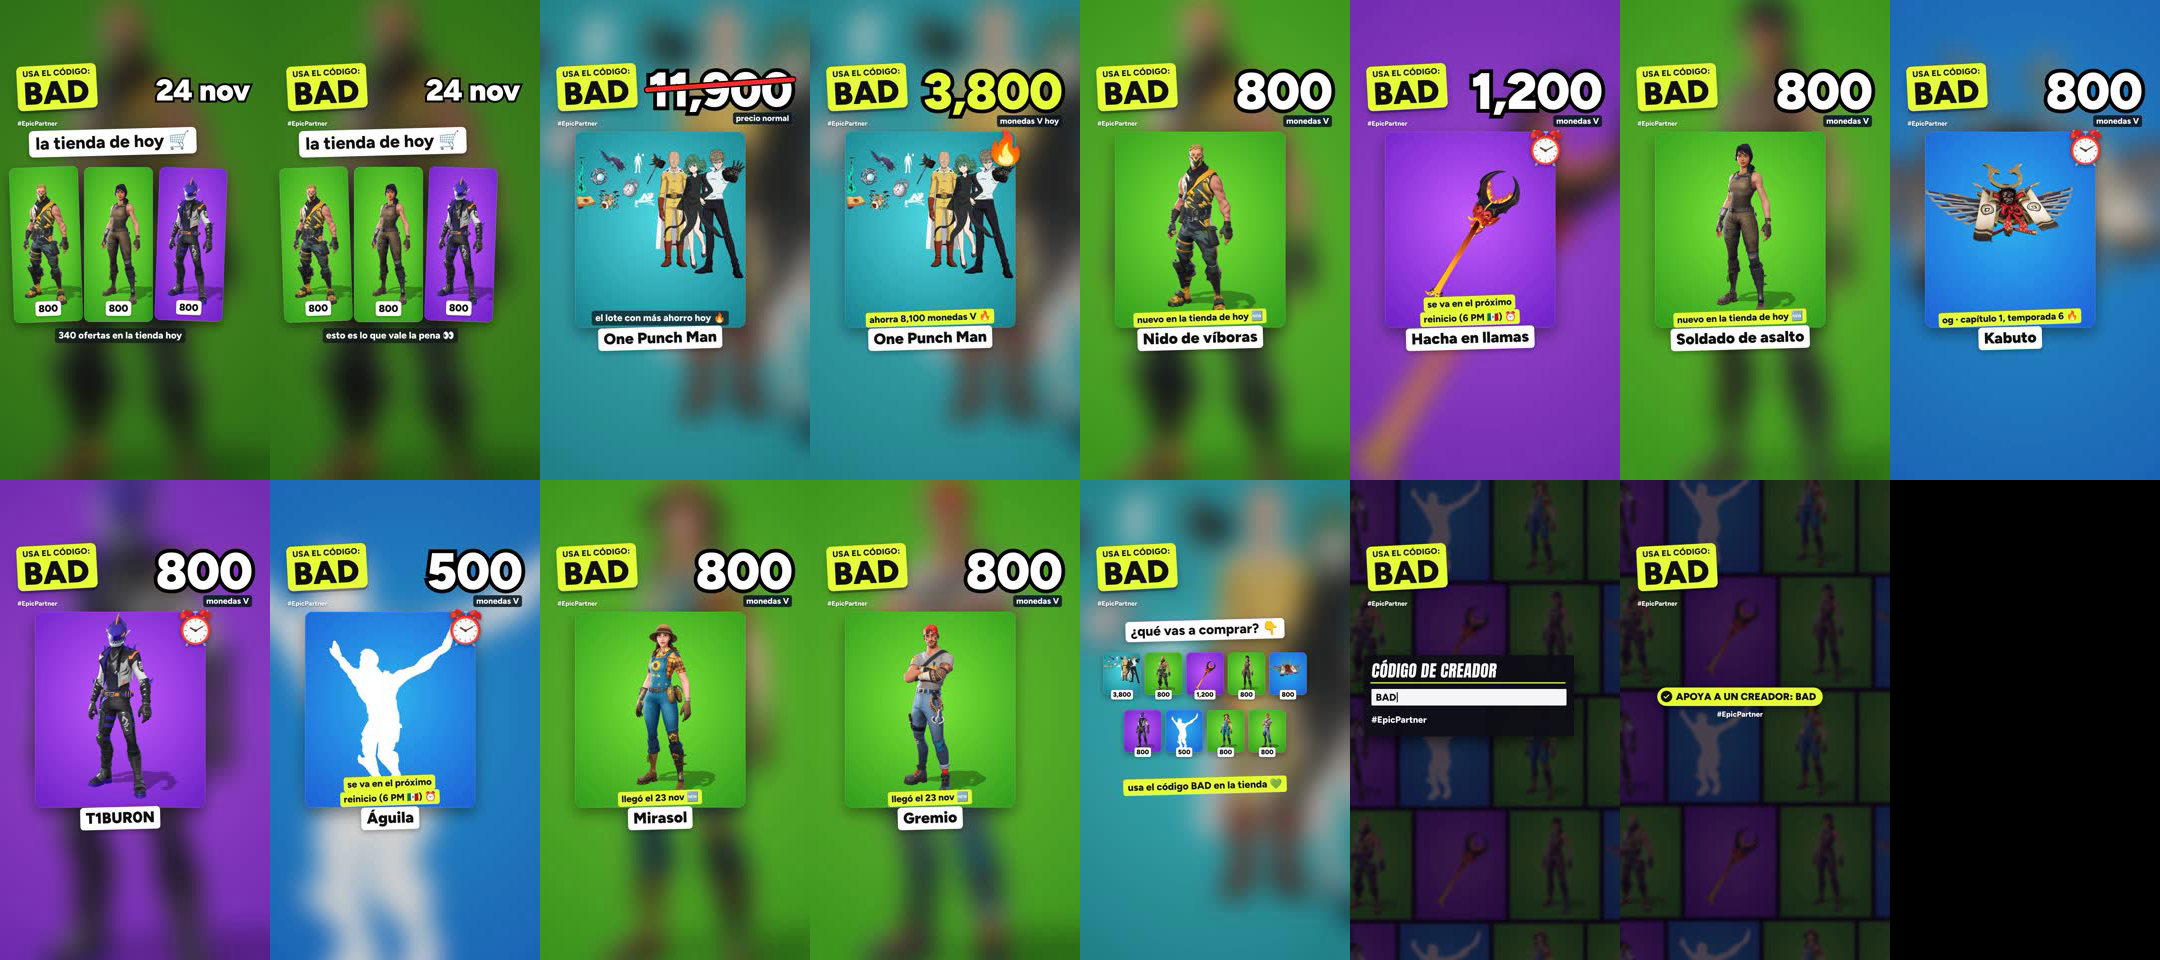 USA EL CÓDIGO:
BAD
#EpicPartner
24 nov
la tienda de hoy 🛒
800
800
800
340 ofertas en la tienda hoy
USA EL CÓDIGO:
BAD
#EpicPartner
24 nov
la tienda de hoy 🛒
800
800
800
esto es lo que vale la pena 👀
USA EL CÓDIGO:
BAD
#EpicPartner
11,900
precio normal
el lote con más ahorro hoy 🔥
One Punch Man
USA EL CÓDIGO:
BAD
#EpicPartner
3,800
monedas V hoy
ahorra 8,100 monedas V 🔥
One Punch Man
USA EL CÓDIGO:
BAD
#EpicPartner
800
monedas V
nuevo en la tienda de hoy 🆕
Nido de víboras
USA EL CÓDIGO:
BAD
#EpicPartner
1,200
monedas V
se va en el próximo
reinicio (6 PM 🇲🇽) ⏰
Hacha en llamas
USA EL CÓDIGO:
BAD
#EpicPartner
800
monedas V
nuevo en la tienda de hoy 🆕
Soldado de asalto
USA EL CÓDIGO:
BAD
#EpicPartner
800
monedas V
og · capítulo 1, temporada 6 🔥
Kabuto
USA EL CÓDIGO:
BAD
#EpicPartner
800
monedas V
T1BUR0N
USA EL CÓDIGO:
BAD
#EpicPartner
500
monedas V
se va en el próximo
reinicio (6 PM 🇲🇽) ⏰
Águila
USA EL CÓDIGO:
BAD
#EpicPartner
800
monedas V
llegó el 23 nov 🆕
Mirasol
USA EL CÓDIGO:
BAD
#EpicPartner
800
monedas V
llegó el 23 nov 🆕
Gremio
USA EL CÓDIGO:
BAD
#EpicPartner
¿qué vas a comprar? 👇
3,800
800
1,200
800
800
800
500
800
800
usa el código BAD en la tienda 💚
USA EL CÓDIGO:
BAD
#EpicPartner
CÓDIGO DE CREADOR
BAD
#EpicPartner
USA EL CÓDIGO:
BAD
#EpicPartner
APOYA A UN CREADOR: BAD
#EpicPartner